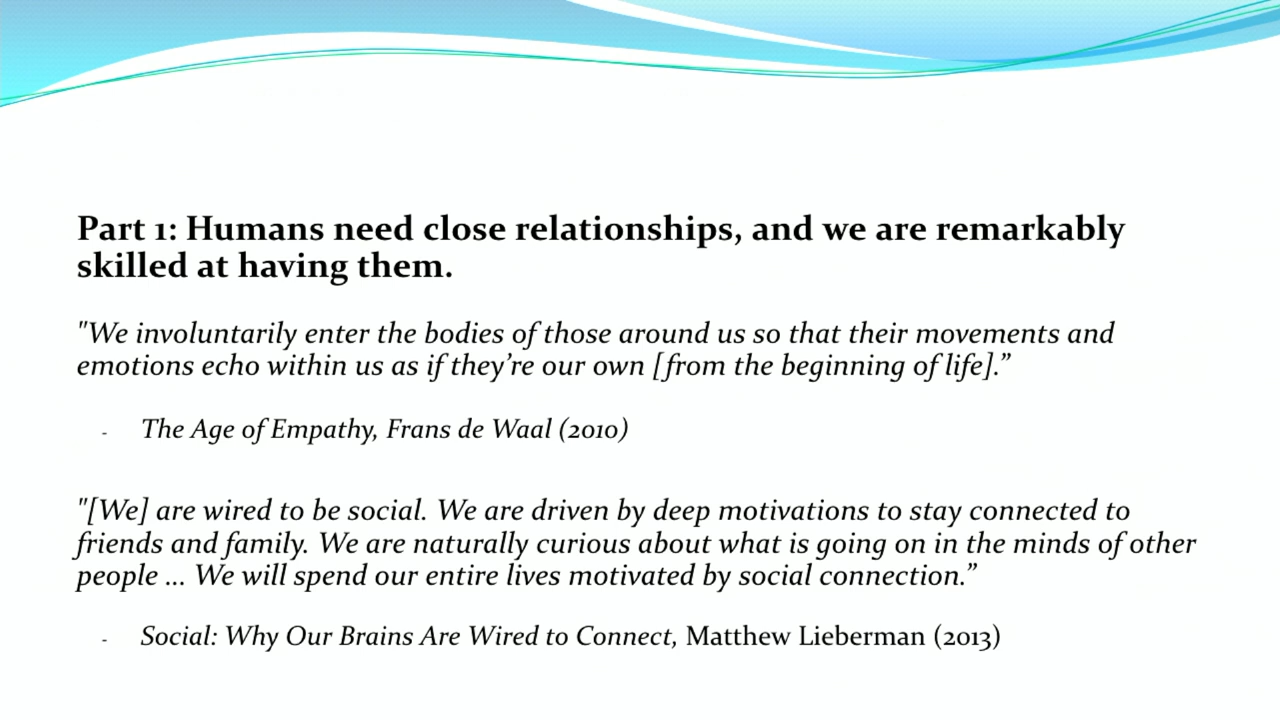 Part 1: Humans need close relationships, and we are remarkably
skilled at having them.
"We involuntarily enter the bodies of those around us so that their movements and
emotions echo within us as if they’re our own [from the beginning of life].”
- The Age of Empathy, Frans de Waal (2010)
"[We] are wired to be social. We are driven by deep motivations to stay connected to
friends and family. We are naturally curious about what is going on in the minds of other
people ... We will spend our entire lives motivated by social connection.”
- Social: Why Our Brains Are Wired to Connect, Matthew Lieberman (2013)